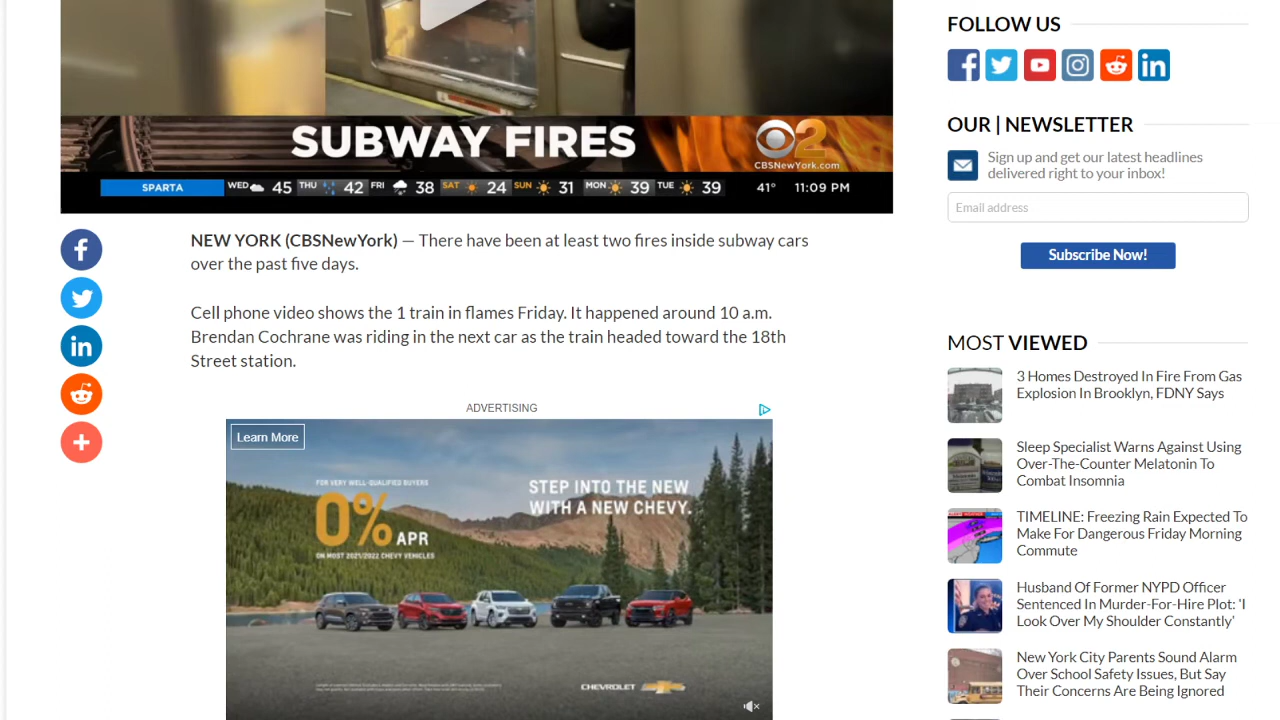 SUBWAY FIRES
2
CBSNewYork.com
SPARTA WED 45 THU 42 FRI 38 SAT 24 SUN 31 MON 39 TUE 39 41° 11:09 PM
NEW YORK (CBSNewYork) — There have been at least two fires inside subway cars
over the past five days.
Cell phone video shows the 1 train in flames Friday. It happened around 10 a.m.
Brendan Cochrane was riding in the next car as the train headed toward the 18th
Street station.
ADVERTISING
Learn More
FOR VERY WELL-QUALIFIED BUYERS
0% APR
ON MOST 2021/2022 CHEVY VEHICLES
STEP INTO THE NEW
WITH A NEW CHEVY.
CHEVROLET
FOLLOW US
OUR | NEWSLETTER
Sign up and get our latest headlines
delivered right to your inbox!
Email address
Subscribe Now!
MOST VIEWED
3 Homes Destroyed In Fire From Gas
Explosion In Brooklyn, FDNY Says
Sleep Specialist Warns Against Using
Over-The-Counter Melatonin To
Combat Insomnia
TIMELINE: Freezing Rain Expected To
Make For Dangerous Friday Morning
Commute
Husband Of Former NYPD Officer
Sentenced In Murder-For-Hire Plot: 'I
Look Over My Shoulder Constantly'
New York City Parents Sound Alarm
Over School Safety Issues, But Say
Their Concerns Are Being Ignored